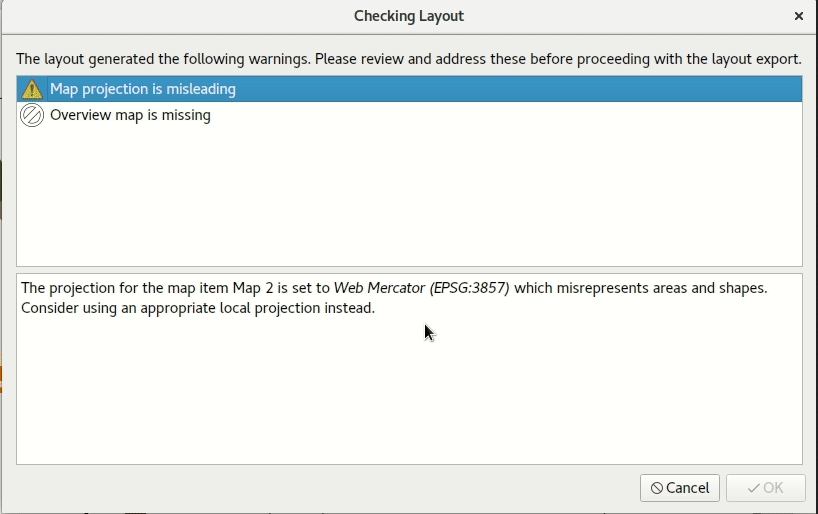 Checking Layout
The layout generated the following warnings. Please review and address these before proceeding with the layout export.
Map projection is misleading
Overview map is missing
The projection for the map item Map 2 is set to Web Mercator (EPSG:3857) which misrepresents areas and shapes.
Consider using an appropriate local projection instead.
Cancel
OK